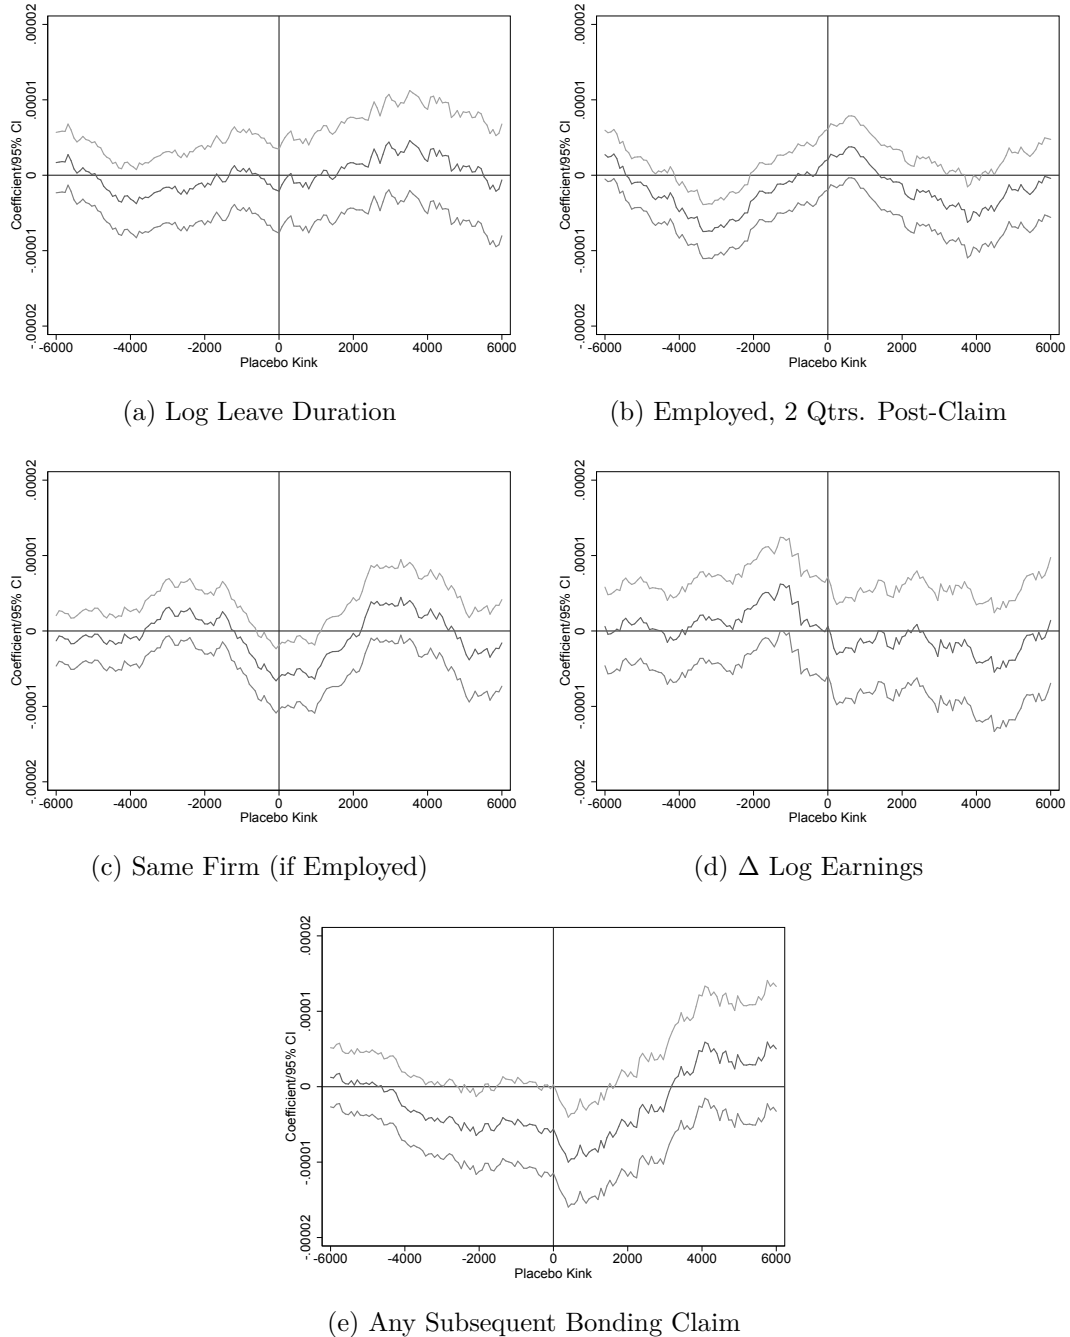 .00002
.00001
0
-.00001
-.00002
Coefficient/95% CI
-6000 -4000 -2000 0 2000 4000 6000
Placebo Kink
(a) Log Leave Duration
.00002
.00001
0
-.00001
-.00002
Coefficient/95% CI
-6000 -4000 -2000 0 2000 4000 6000
Placebo Kink
(b) Employed, 2 Qtrs. Post-Claim
.00002
.00001
0
-.00001
-.00002
Coefficient/95% CI
-6000 -4000 -2000 0 2000 4000 6000
Placebo Kink
(c) Same Firm (if Employed)
.00002
.00001
0
-.00001
-.00002
Coefficient/95% CI
-6000 -4000 -2000 0 2000 4000 6000
Placebo Kink
(d) Δ Log Earnings
.00002
.00001
0
-.00001
-.00002
Coefficient/95% CI
-6000 -4000 -2000 0 2000 4000 6000
Placebo Kink
(e) Any Subsequent Bonding Claim